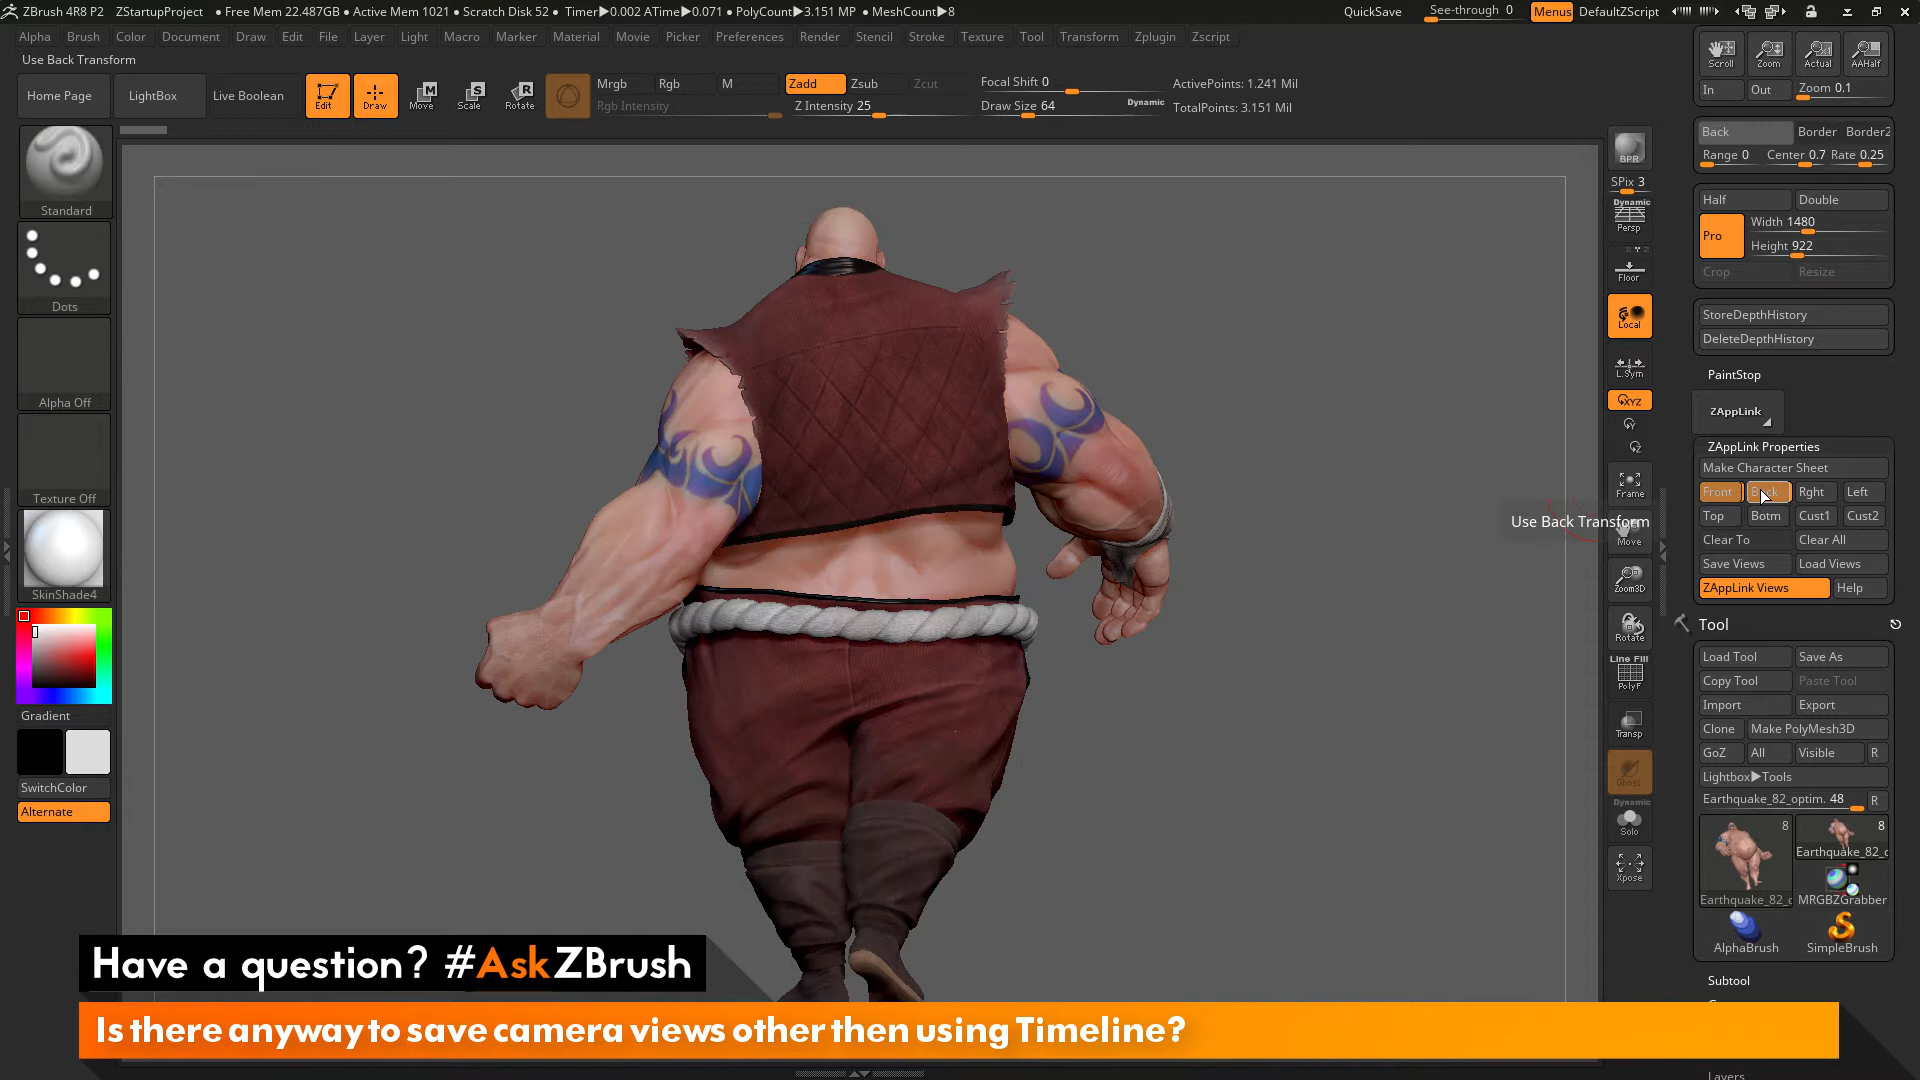 ZBrush 4R8 P2 ZStartupProject • Free Mem 22.487GB • Active Mem 1021 • Scratch Disk 52 • Timer▶0.002 ATime▶0.071 • PolyCount▶3.151 MP • MeshCount▶8 QuickSave See-through 0 Menus DefaultZScript
Alpha Brush Color Document Draw Edit File Layer Light Macro Marker Material Movie Picker Preferences Render Stencil Stroke Texture Tool Transform Zplugin Zscript
Use Back Transform
Home Page LightBox Live Boolean Edit Draw Move Scale Rotate
Mrgb Rgb M Zadd Zsub Zcut Focal Shift 0 ActivePoints: 1.241 Mil
Rgb Intensity Z Intensity 25 Draw Size 64 Dynamic TotalPoints: 3.151 Mil
Standard
Dots
Alpha Off
Texture Off
SkinShade4
Gradient
SwitchColor
Alternate
BPR
SPix 3
Dynamic
Persp
Floor
Local
L.Sym
XYZ
Frame
Move
Zoom3D
Rotate
Line Fill
PolyF
Transp
Ghost
Dynamic
Solo
Xpose
Use Back Transform
Scroll Zoom Actual AAHalf
In Out Zoom 0.1
Back Border Border2
Range 0 Center 0.7 Rate 0.25
Half Double
Pro Width 1480
Height 922
Crop Resize
StoreDepthHistory
DeleteDepthHistory
PaintStop
ZAppLink
ZAppLink Properties
Make Character Sheet
Front Back Rght Left
Top Botm Cust1 Cust2
Clear To Clear All
Save Views Load Views
ZAppLink Views Help
Tool
Load Tool Save As
Copy Tool Paste Tool
Import Export
Clone Make PolyMesh3D
GoZ All Visible R
Lightbox▶Tools
Earthquake_82_optim. 48 R
8 8
Earthquake_82_c
Earthquake_82_c MRGBZGrabber
AlphaBrush SimpleBrush
Subtool
Layers
Have a question? #AskZBrush
Is there anyway to save camera views other then using Timeline?